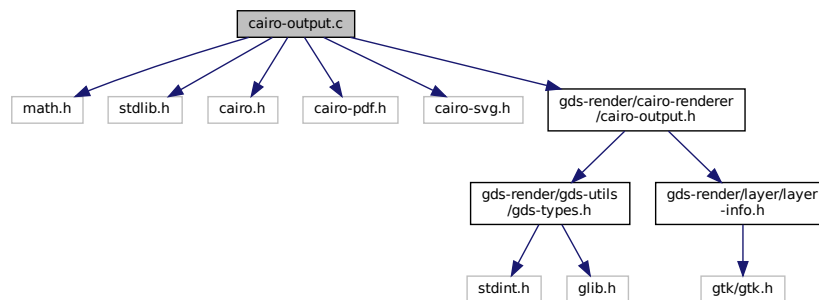 cairo-output.c
math.h
stdlib.h
cairo.h
cairo-pdf.h
cairo-svg.h
gds-render/cairo-renderer
/cairo-output.h
gds-render/gds-utils
/gds-types.h
gds-render/layer/layer
-info.h
stdint.h
glib.h
gtk/gtk.h